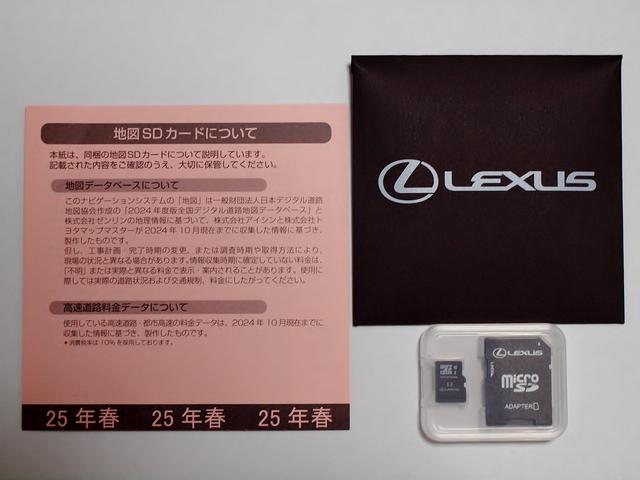 地図SDカードについて
本紙は、同梱の地図SDカードについて説明しています。
記載された内容をご確認のうえ、大切に保管してください。
地図データベースについて
このナビゲーションシステムの「地図」は一般財団法人日本デジタル道路
地図協会作成の「2024年度版全国デジタル道路地図データベース」と
株式会社ゼンリンの地理情報に基づいて、株式会社アイシンと株式会社ト
ヨタマップマスターが2024年10月現在までに収集した情報に基づき、
製作したものです。
但し、工事計画・完了時期の変更、または調査時期や取得方法により、
現場の状況と異なる場合があります。情報収集時期に確定していない料金は、
「不明」または実際と異なる料金で表示・案内されることがあります。使用に
際しては実際の道路状況および交通規制、料金にしたがってください。
高速道路料金データについて
使用している高速道路・都市高速の料金データは、2024年10月現在までに
収集した情報に基づき、製作したものです。
*消費税率は10%を採用しております。
25年春 25年春 25年春
LEXUS
micro
SD
LEXUS
LEXUS
micro
SD
ADAPTER